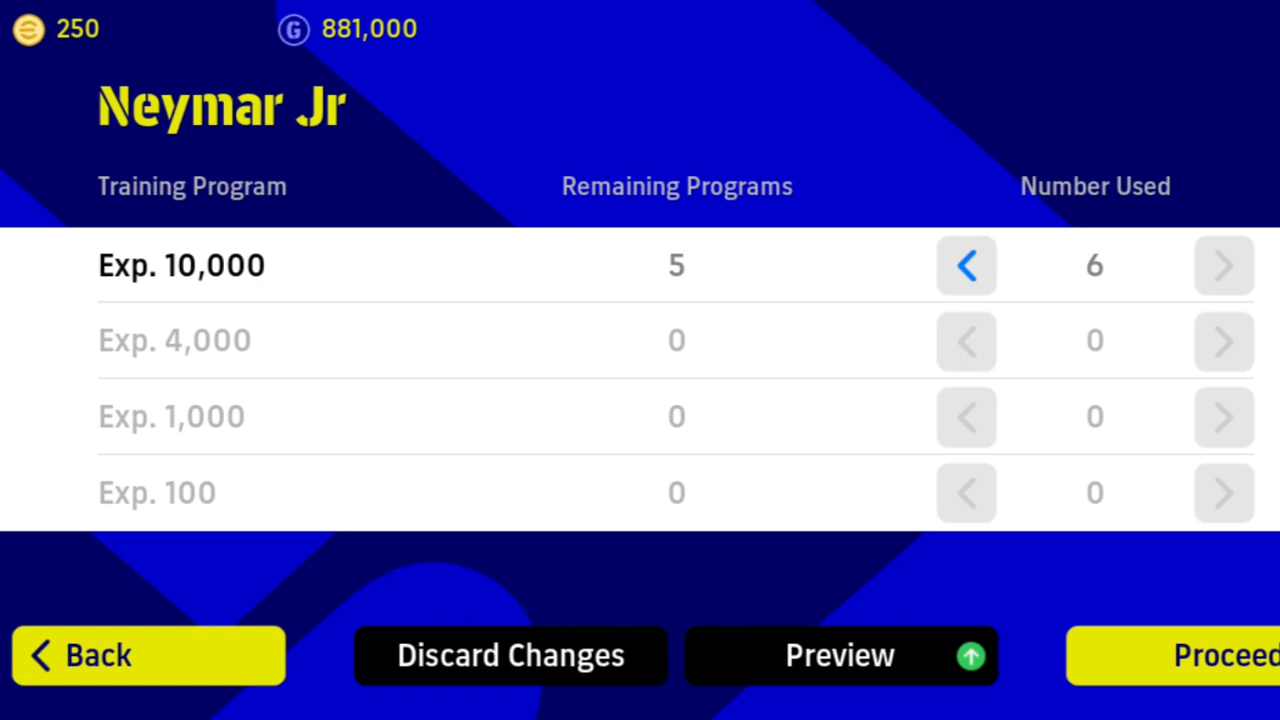 250 G 881,000
Neymar Jr
Training Program Remaining Programs Number Used
Exp. 10,000 5 6
Exp. 4,000 0 0
Exp. 1,000 0 0
Exp. 100 0 0
Back Discard Changes Preview Proceed